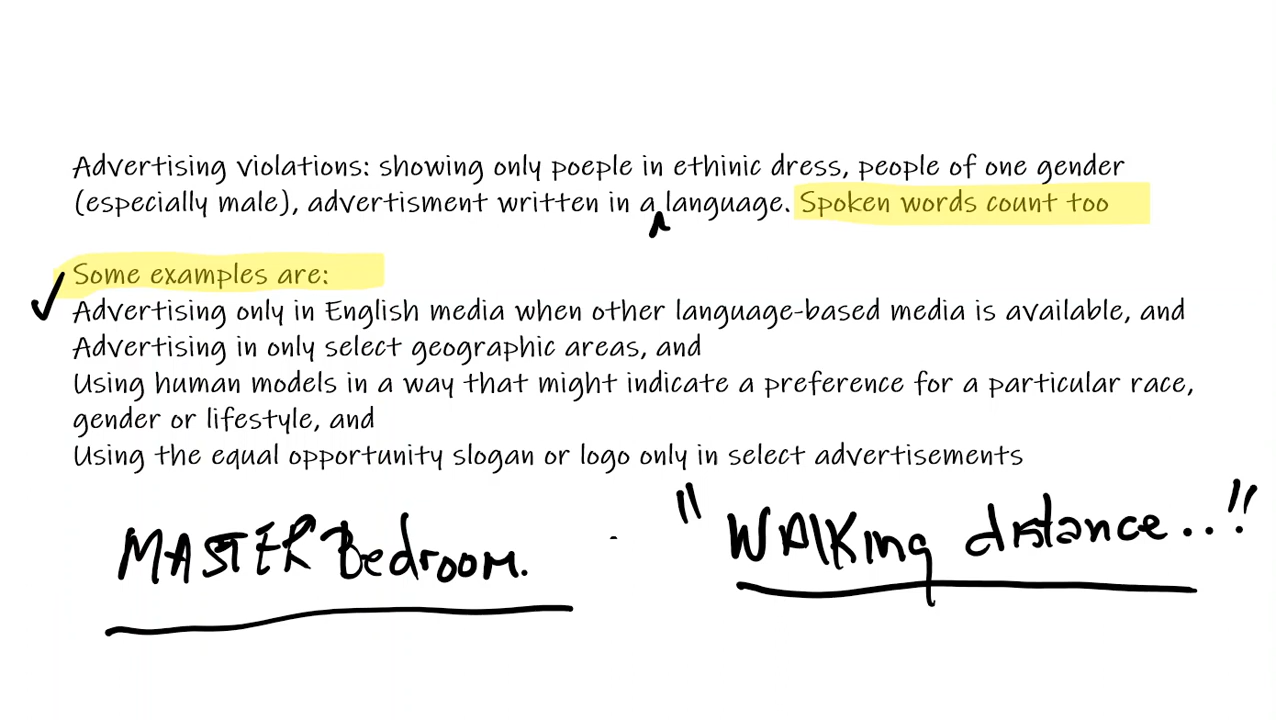 Advertising violations: showing only poeple in ethinic dress, people of one gender
(especially male), advertisment written in a language. Spoken words count too
Some examples are:
Advertising only in English media when other language-based media is available, and
Advertising in only select geographic areas, and
Using human models in a way that might indicate a preference for a particular race,
gender or lifestyle, and
Using the equal opportunity slogan or logo only in select advertisements
MASTER Bedroom.
"WALKing distance.."